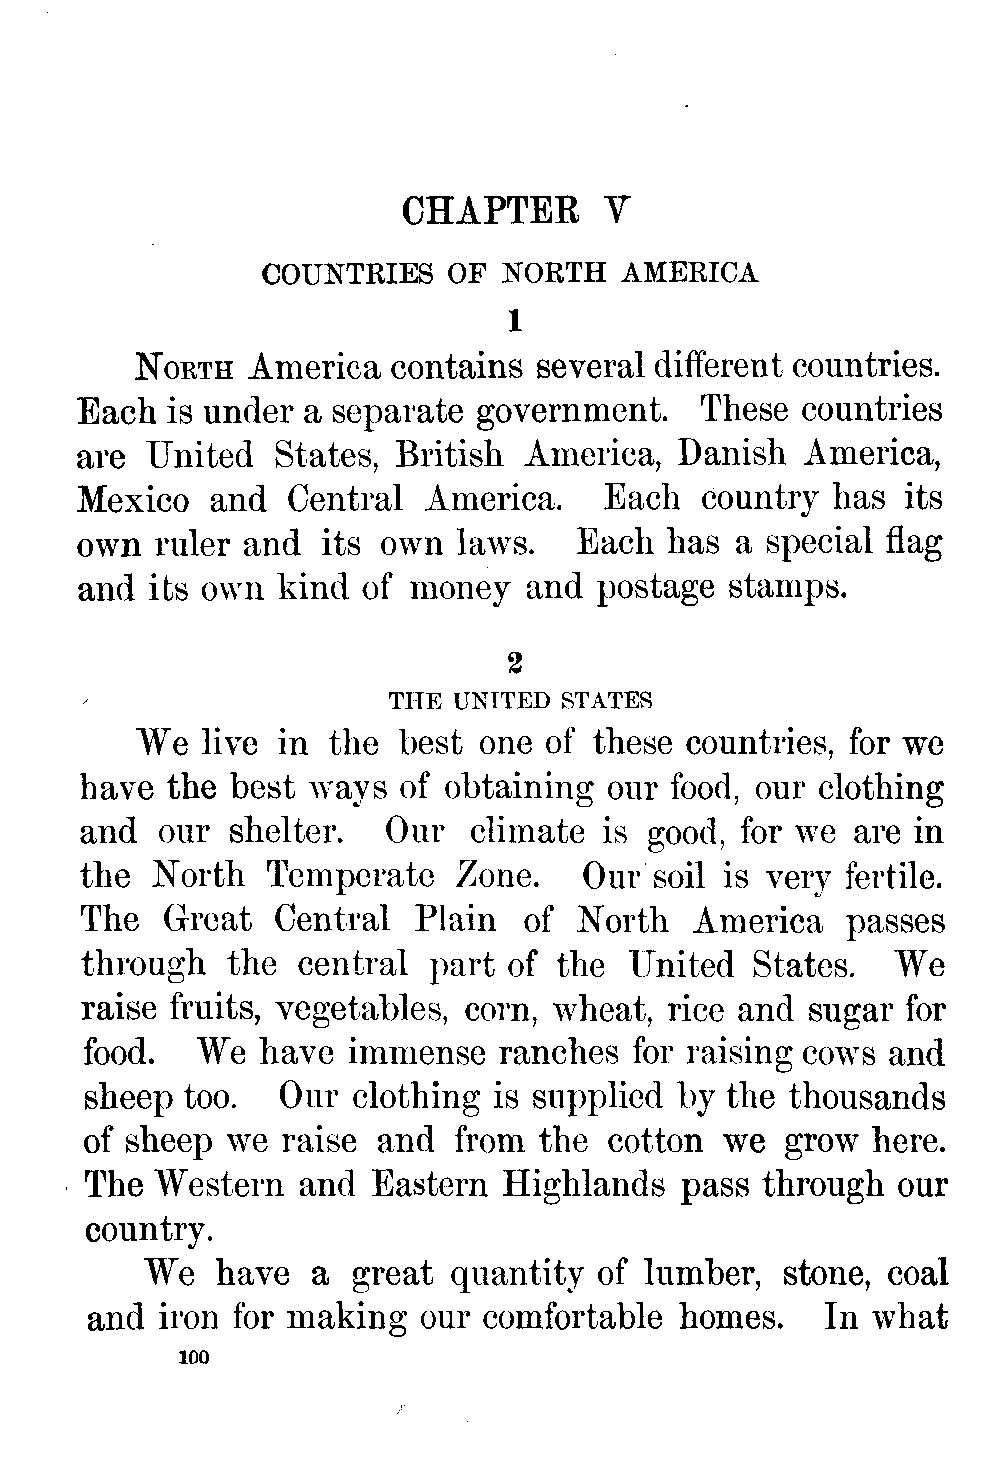 CHAPTER V
COUNTRIES OF NORTH AMERICA
1
NORTH America contains several different countries.
Each is under a separate government. These countries
are United States, British America, Danish America,
Mexico and Central America. Each country has its
own ruler and its own laws. Each has a special flag
and its own kind of money and postage stamps.
2
THE UNITED STATES
We live in the best one of these countries, for we
have the best ways of obtaining our food, our clothing
and our shelter. Our climate is good, for we are in
the North Temperate Zone. Our soil is very fertile.
The Great Central Plain of North America passes
through the central part of the United States. We
raise fruits, vegetables, corn, wheat, rice and sugar for
food. We have immense ranches for raising cows and
sheep too. Our clothing is supplied by the thousands
of sheep we raise and from the cotton we grow here.
The Western and Eastern Highlands pass through our
country.
We have a great quantity of lumber, stone, coal
and iron for making our comfortable homes. In what
100